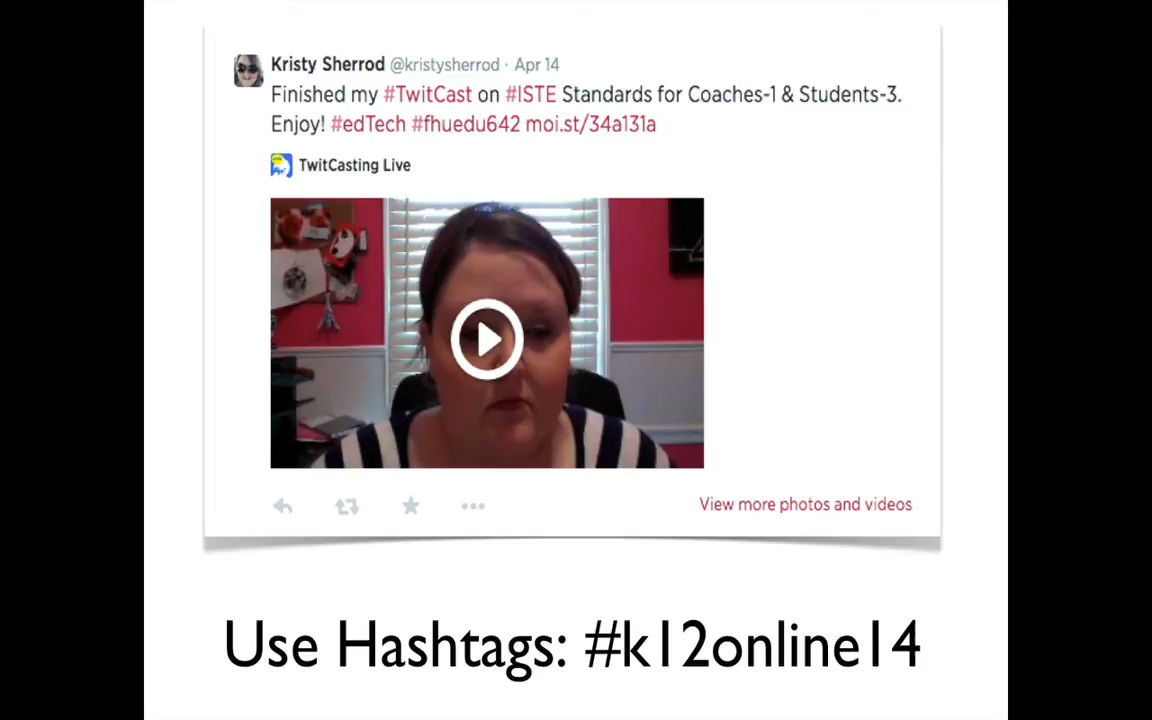 Kristy Sherrod @kristysherrod · Apr 14
Finished my #TwitCast on #ISTE Standards for Coaches-1 & Students-3.
Enjoy! #edTech #fhuedu642 moi.st/34a131a
TwitCasting Live
View more photos and videos
Use Hashtags: #k12online14